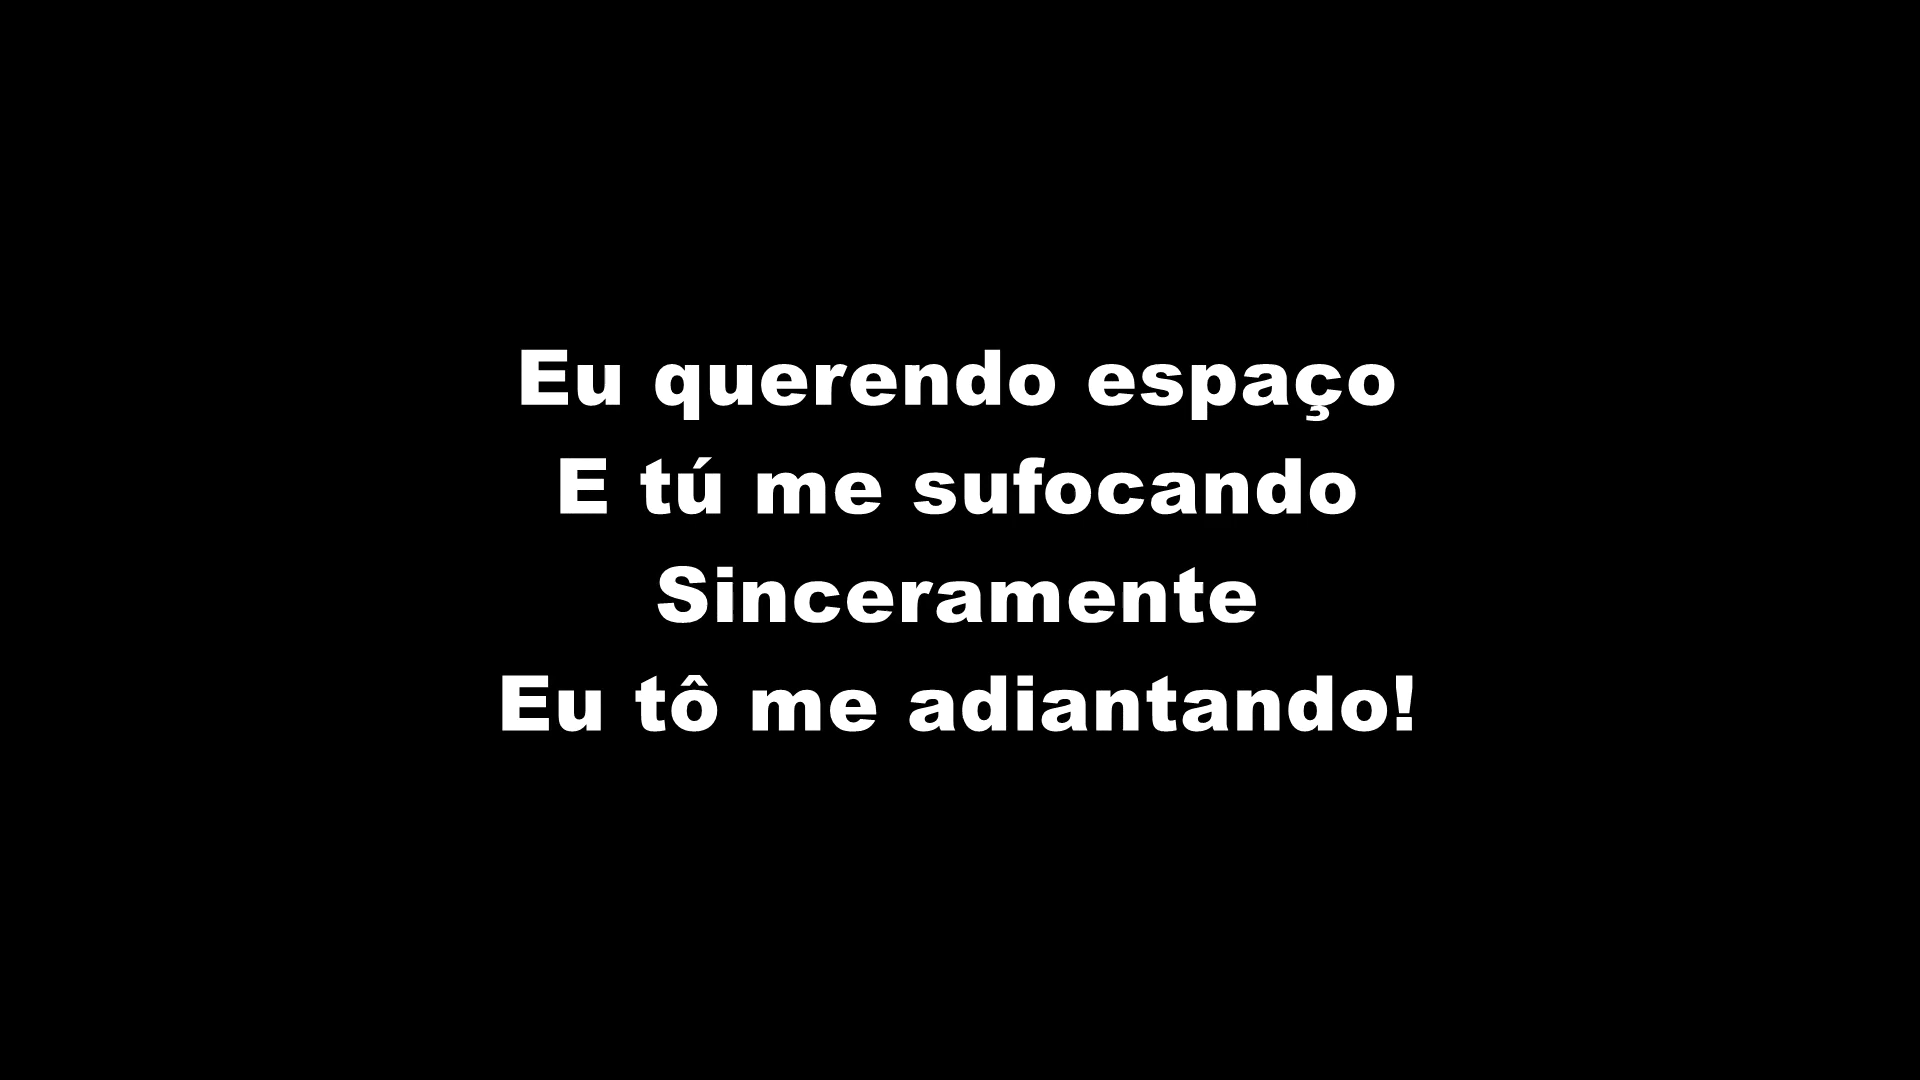 Eu querendo espaço
E tú me sufocando
Sinceramente
Eu tô me adiantando!